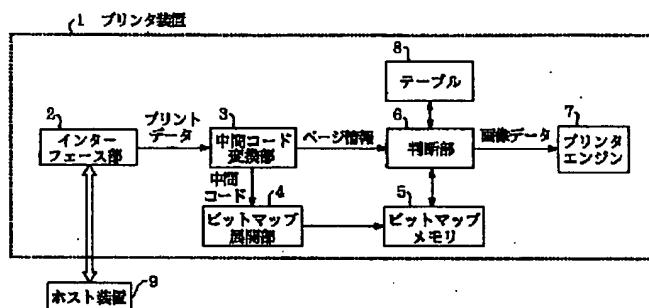 1 プリンタ装置
8
テーブル
2
インター
フェース部
プリント
データ
3
中間コード
変換部
ページ情報
6
判断部
画像データ
7
プリンタ
エンジン
中間
コード
4
ビットマップ
展開部
5
ビットマップ
メモリ
ホスト装置
9